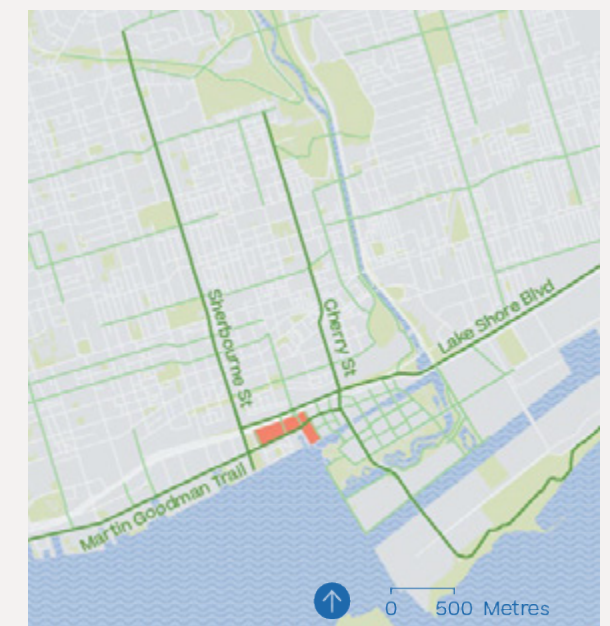 Sherbourne St
Cherry St
Lake Shore Blvd
Martin Goodman Trail
0 500 Metres